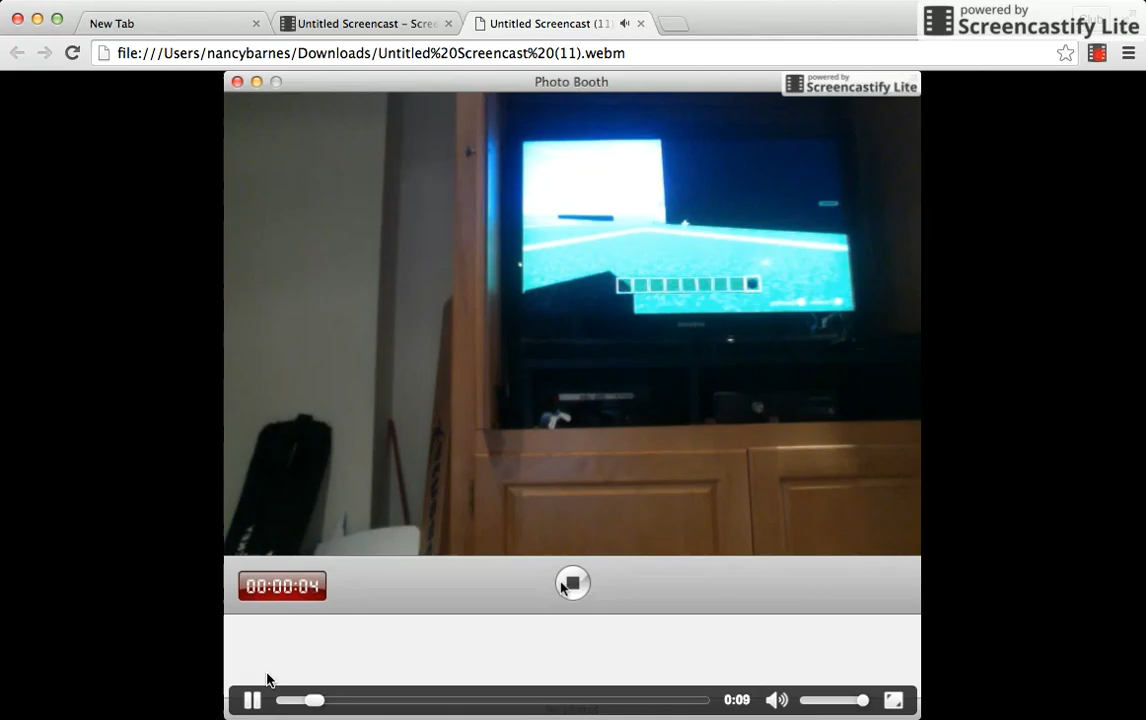 New Tab
Untitled Screencast – Scree
Untitled Screencast (11)
powered by
Screencastify Lite
file:///Users/nancybarnes/Downloads/Untitled%20Screencast%20(11).webm
Photo Booth
powered by
Screencastify Lite
00:00:04
0:09